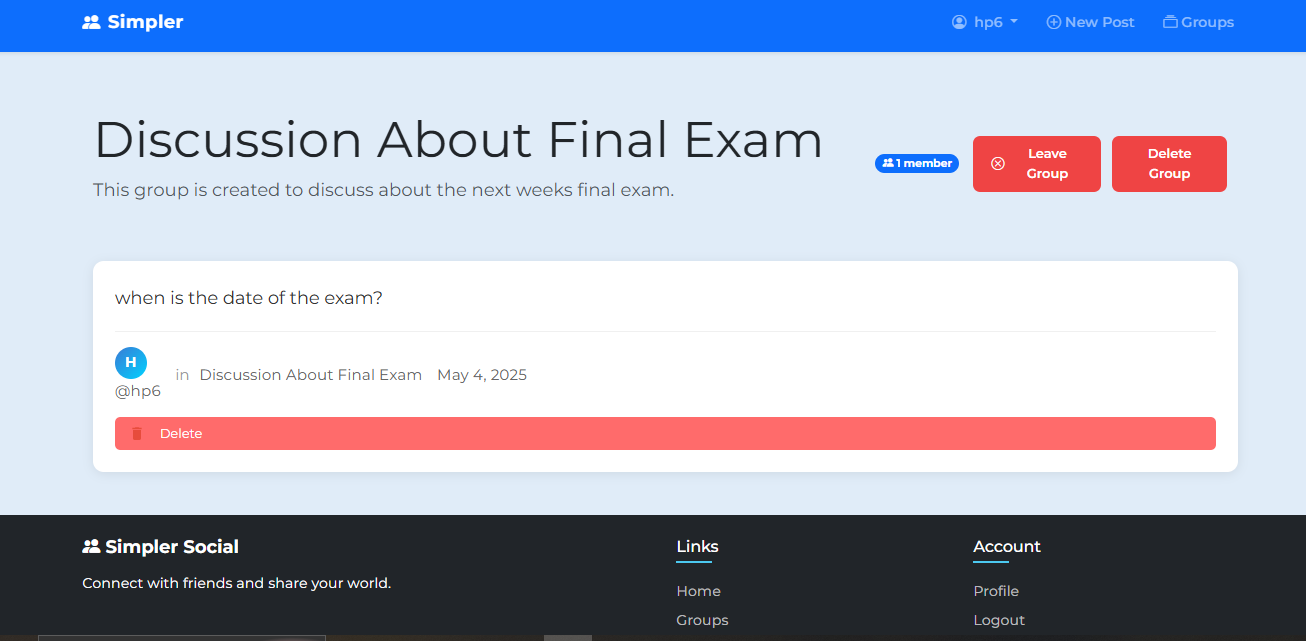 Simpler
hp6
New Post
Groups
Discussion About Final Exam
This group is created to discuss about the next weeks final exam.
1 member
Leave
Group
Delete
Group
when is the date of the exam?
H
@hp6
in Discussion About Final Exam May 4, 2025
Delete
Simpler Social
Connect with friends and share your world.
Links
Home
Groups
Account
Profile
Logout